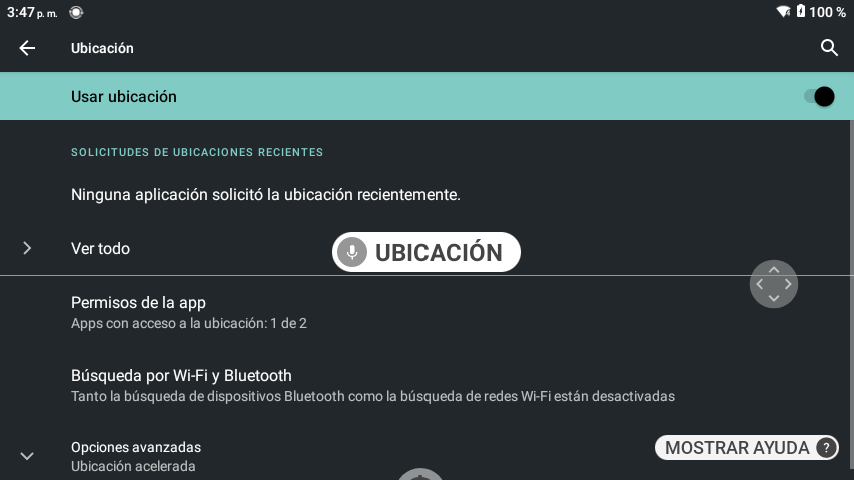 3:47 p. m.
100 %
Ubicación
Usar ubicación
SOLICITUDES DE UBICACIONES RECIENTES
Ninguna aplicación solicitó la ubicación recientemente.
Ver todo
UBICACIÓN
Permisos de la app
Apps con acceso a la ubicación: 1 de 2
Búsqueda por Wi-Fi y Bluetooth
Tanto la búsqueda de dispositivos Bluetooth como la búsqueda de redes Wi-Fi están desactivadas
Opciones avanzadas
Ubicación acelerada
MOSTRAR AYUDA ?